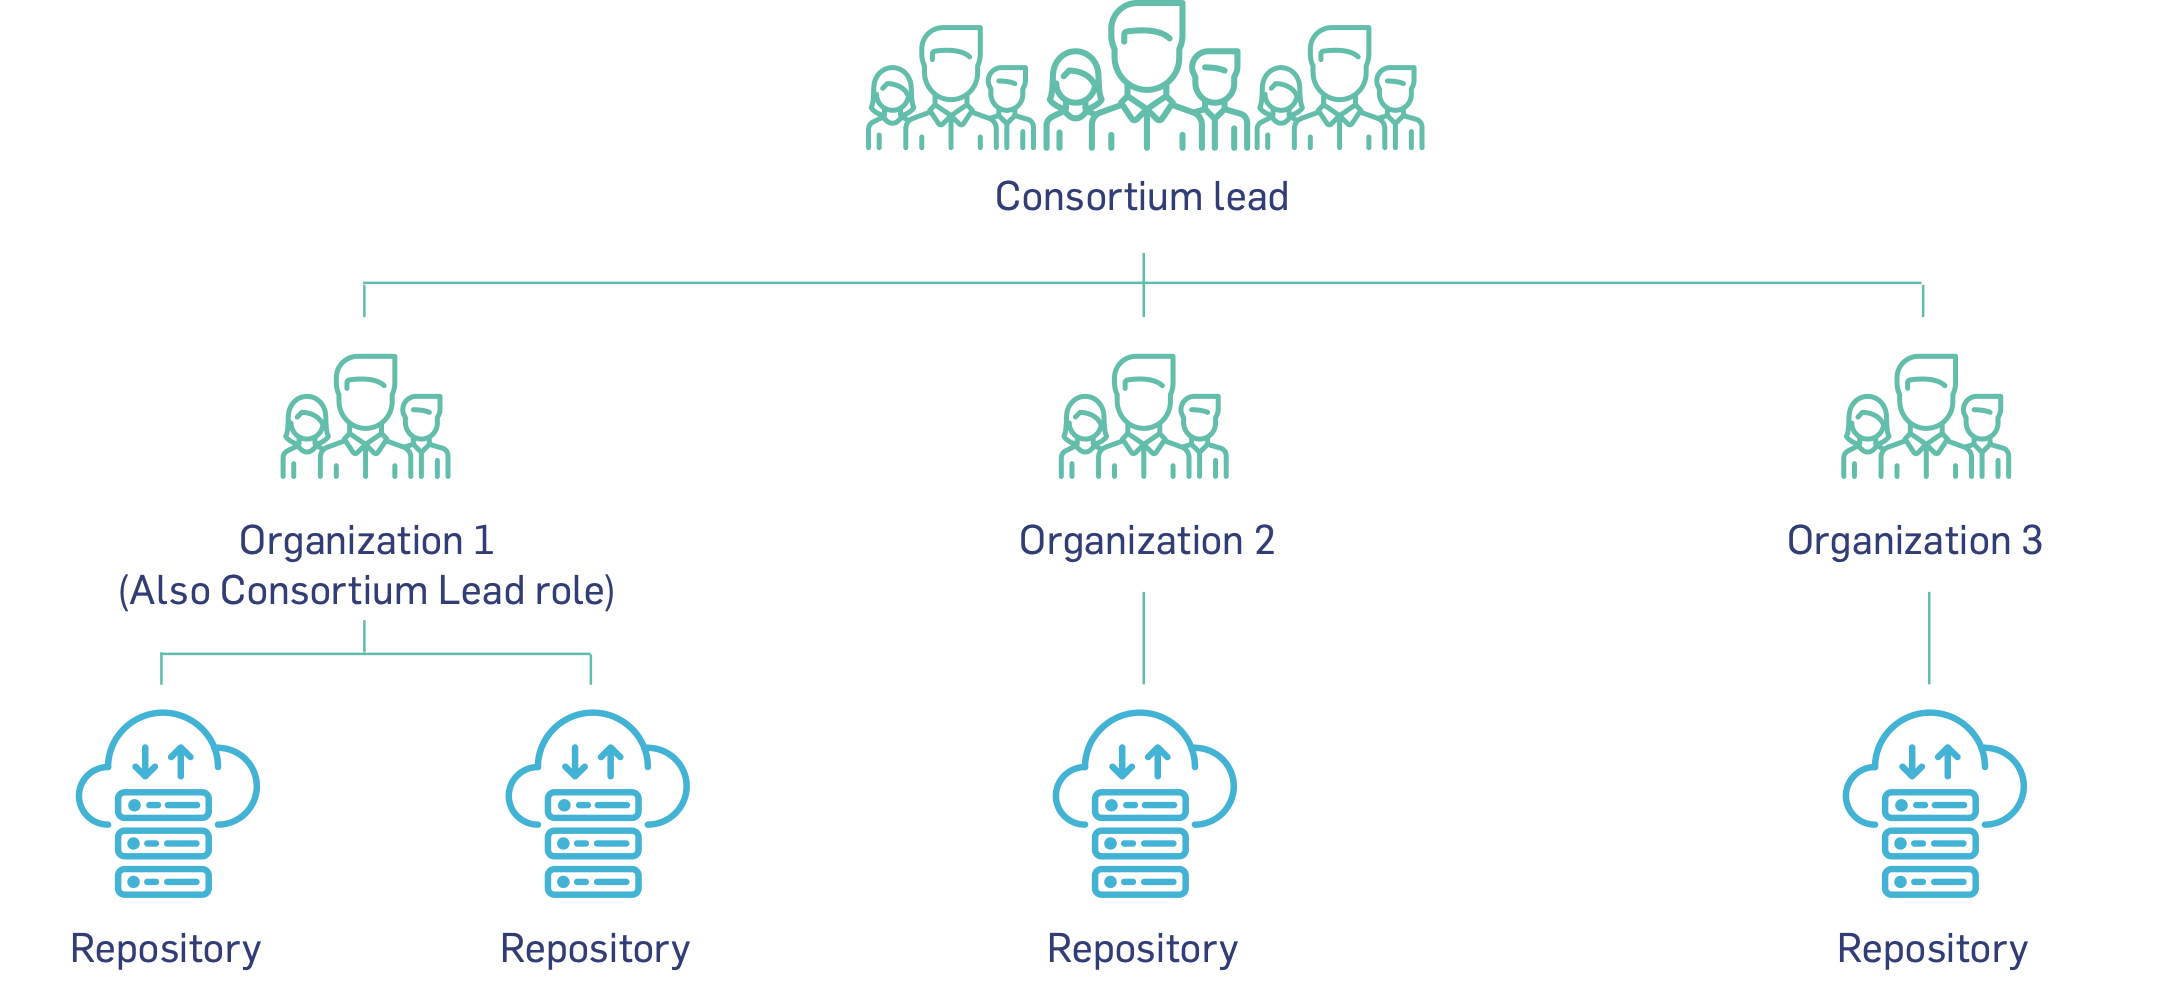 Consortium lead
Organization 1
(Also Consortium Lead role)
Organization 2
Organization 3
Repository
Repository
Repository
Repository